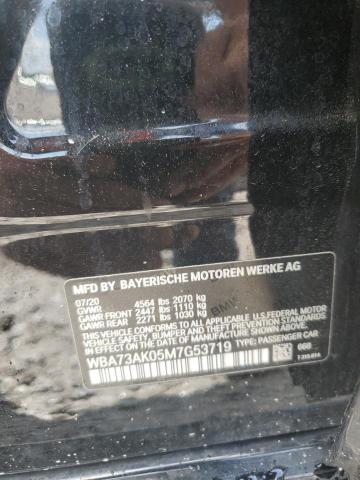 MFD BY BAYERISCHE MOTOREN WERKE AG
07/20
GVWR 4564 lbs 2070 kg
GAWR FRONT 2447 lbs 1110 kg
GAWR REAR 2271 lbs 1030 kg
THIS VEHICLE CONFORMS TO ALL APPLICABLE U.S. FEDERAL MOTOR
VEHICLE SAFETY, BUMPER, AND THEFT PREVENTION STANDARDS
IN EFFECT ON THE DATE OF MANUFACTURE SHOWN ABOVE.
WBA73AK05M7G53719 TYPE: PASSENGER CAR
668
BMW